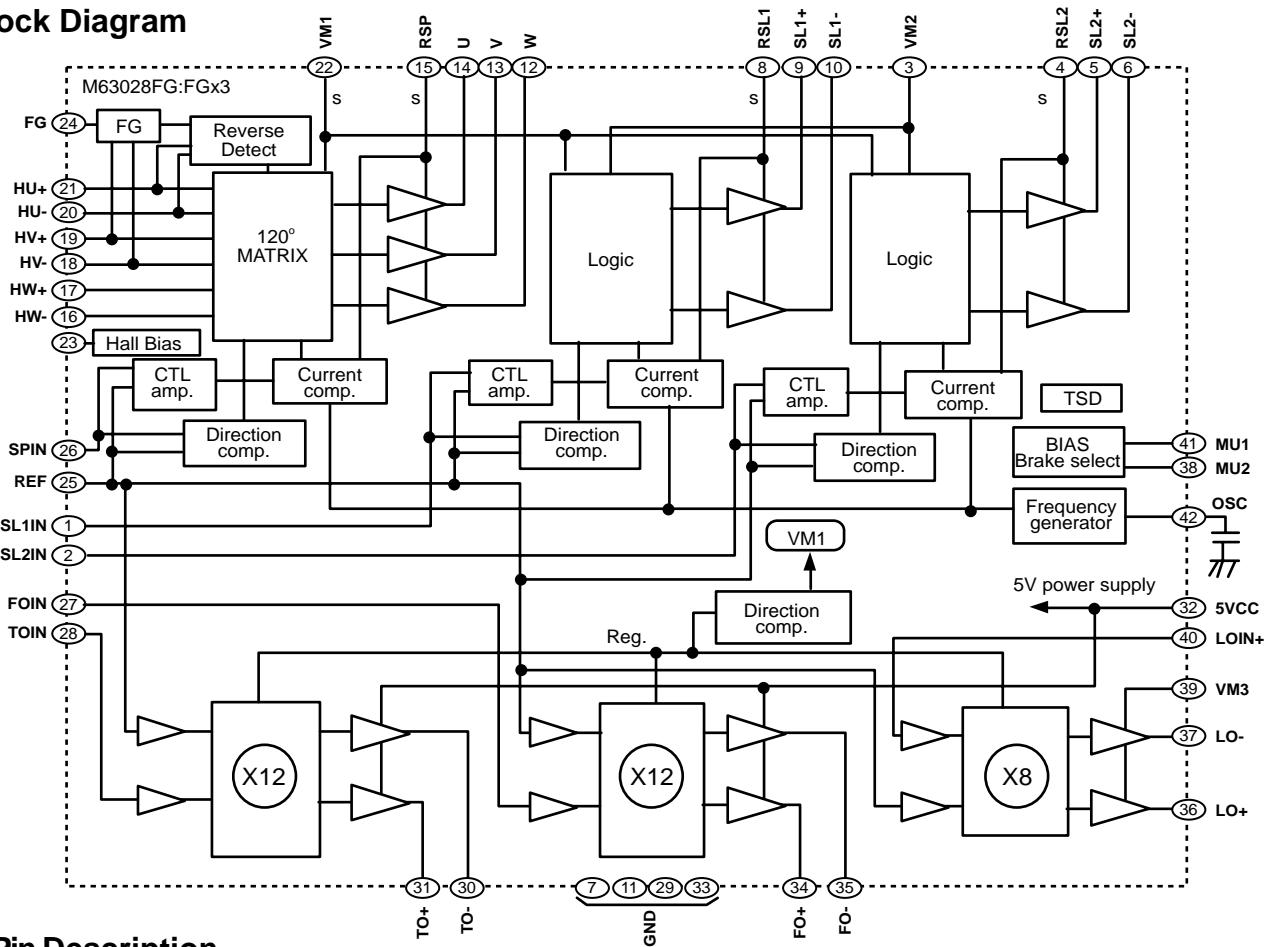 ock Diagram
VM1
RSP
U
V
W
RSL1
SL1+
SL1-
VM2
RSL2
SL2+
SL2-
22
15
14
13
12
8
9
10
3
4
5
6
M63028FG:FGx3
s
s
s
s
FG
24
FG
Reverse
Detect
HU+
21
HU-
20
HV+
19
HV-
18
HW+
17
HW-
16
120°
MATRIX
Logic
Logic
23
Hall Bias
CTL
amp.
Current
comp.
CTL
amp.
Current
comp.
CTL
amp.
Current
comp.
TSD
Direction
comp.
Direction
comp.
Direction
comp.
BIAS
Brake select
41
MU1
38
MU2
SPIN
26
REF
25
SL1IN
1
SL2IN
2
Frequency
generator
42
OSC
VM1
FOIN
27
TOIN
28
Direction
comp.
5V power supply
32
5VCC
40
LOIN+
Reg.
39
VM3
37
LO-
36
LO+
X12
X12
X8
31
30
7
11
29
33
34
35
TO+
TO-
GND
FO+
FO-
Pin Description